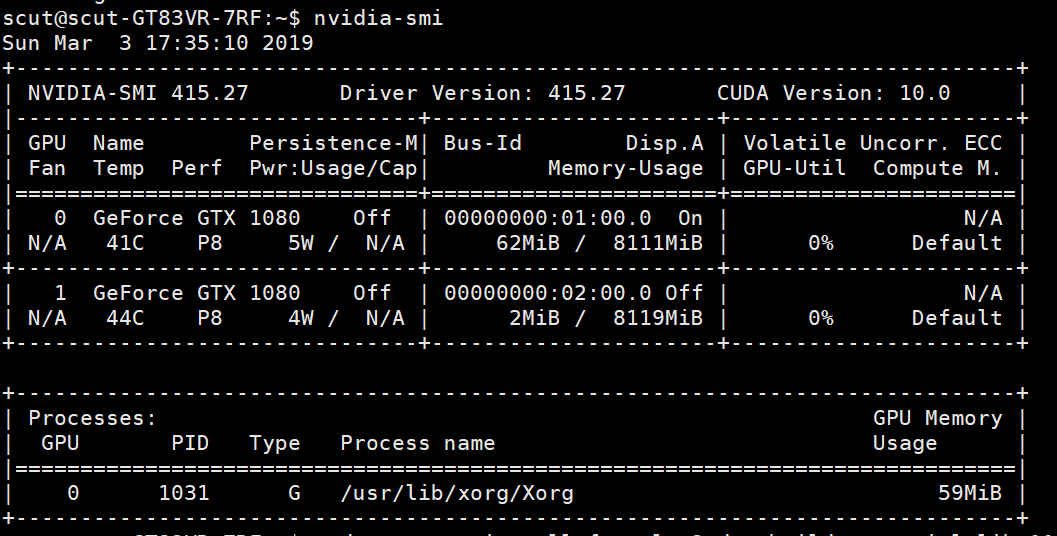 scut@scut-GT83VR-7RF:~$ nvidia-smi
Sun Mar  3 17:35:10 2019
+-----------------------------------------------------------------------------+
| NVIDIA-SMI 415.27       Driver Version: 415.27       CUDA Version: 10.0     |
|-------------------------------+----------------------+----------------------+
| GPU  Name        Persistence-M| Bus-Id        Disp.A | Volatile Uncorr. ECC |
| Fan  Temp  Perf  Pwr:Usage/Cap|         Memory-Usage | GPU-Util  Compute M. |
|===============================+======================+======================|
|   0  GeForce GTX 1080    Off  | 00000000:01:00.0  On |                  N/A |
| N/A   41C    P8     5W /  N/A |     62MiB /  8111MiB |      0%      Default |
+-------------------------------+----------------------+----------------------+
|   1  GeForce GTX 1080    Off  | 00000000:02:00.0 Off |                  N/A |
| N/A   44C    P8     4W /  N/A |      2MiB /  8119MiB |      0%      Default |
+-------------------------------+----------------------+----------------------+
+-----------------------------------------------------------------------------+
| Processes:                                                       GPU Memory |
|  GPU       PID   Type   Process name                             Usage      |
|=============================================================================|
|    0      1031      G   /usr/lib/xorg/Xorg                            59MiB |
+-----------------------------------------------------------------------------+